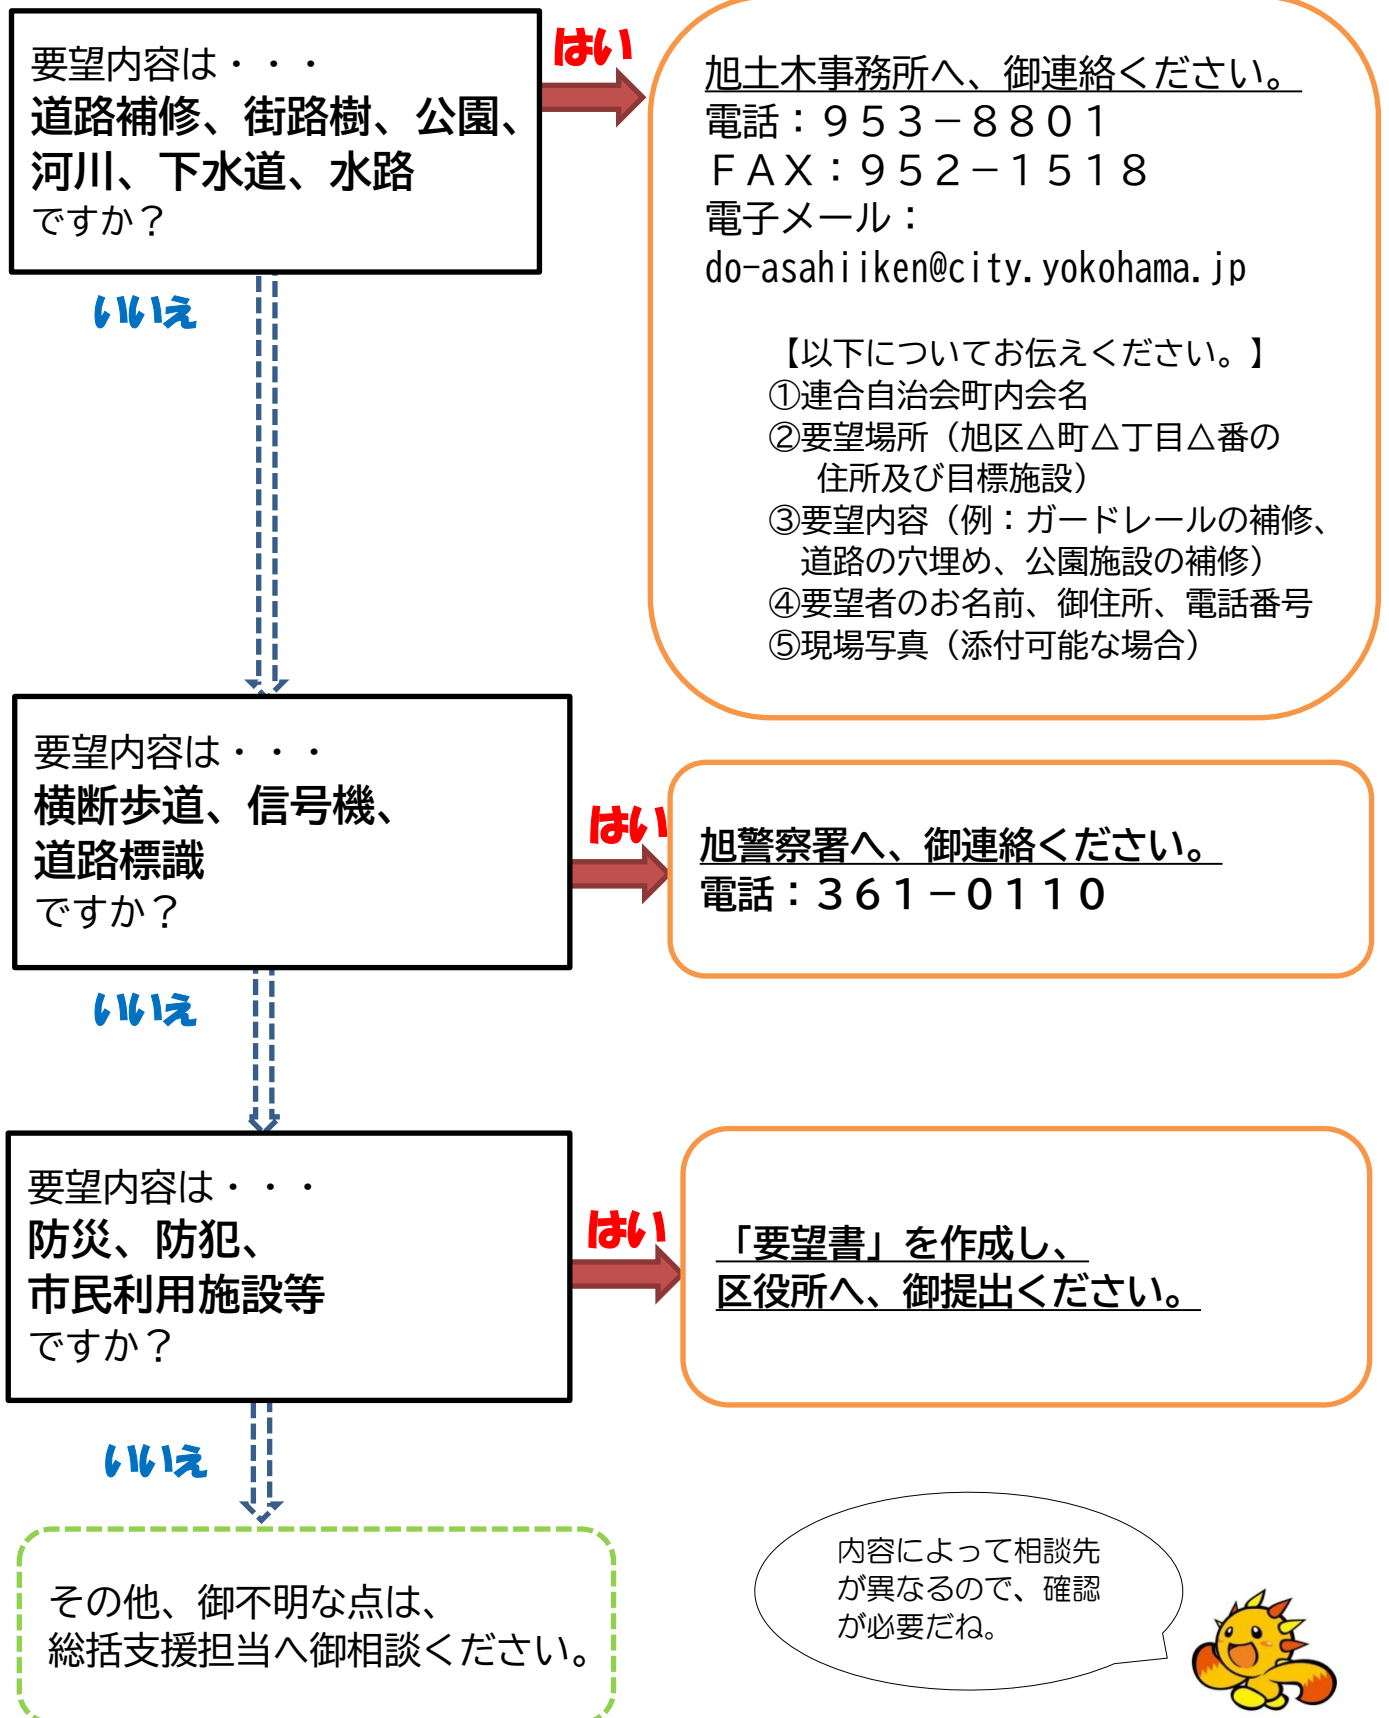 要望内容は・・・
道路補修、街路樹、公園、
河川、下水道、水路
ですか？
はい
旭土木事務所へ、御連絡ください。
電話：９５３－８８０１
ＦＡＸ：９５２－１５１８
電子メール：
do-asahiiken@city.yokohama.jp
【以下についてお伝えください。】
①連合自治会町内会名
②要望場所（旭区△町△丁目△番の
住所及び目標施設）
③要望内容（例：ガードレールの補修、
道路の穴埋め、公園施設の補修）
④要望者のお名前、御住所、電話番号
⑤現場写真（添付可能な場合）
いいえ
要望内容は・・・
横断歩道、信号機、
道路標識
ですか？
はい
旭警察署へ、御連絡ください。
電話：３６１－０１１０
いいえ
要望内容は・・・
防災、防犯、
市民利用施設等
ですか？
はい
「要望書」を作成し、
区役所へ、御提出ください。
いいえ
その他、御不明な点は、
総括支援担当へ御相談ください。
内容によって相談先
が異なるので、確認
が必要だね。